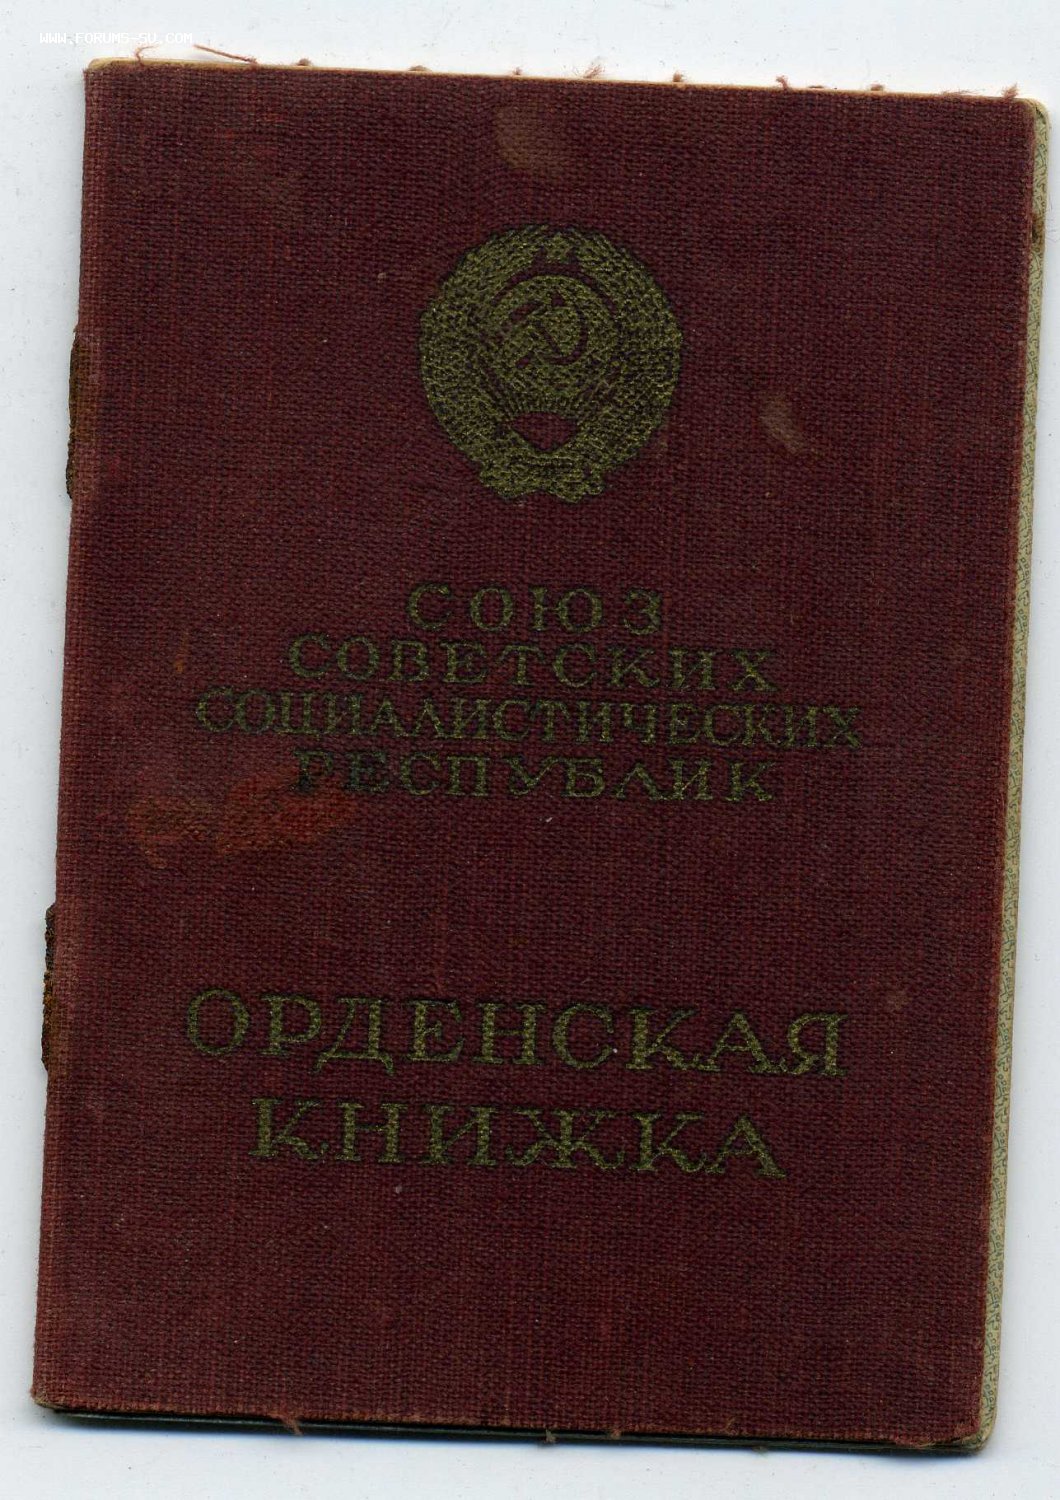 WWW.FORUMS-SU.COM
СОЮЗ
СОВЕТСКИХ
СОЦИАЛИСТИЧЕСКИХ
РЕСПУБЛИК
ОРДЕНСКАЯ
КНИЖКА